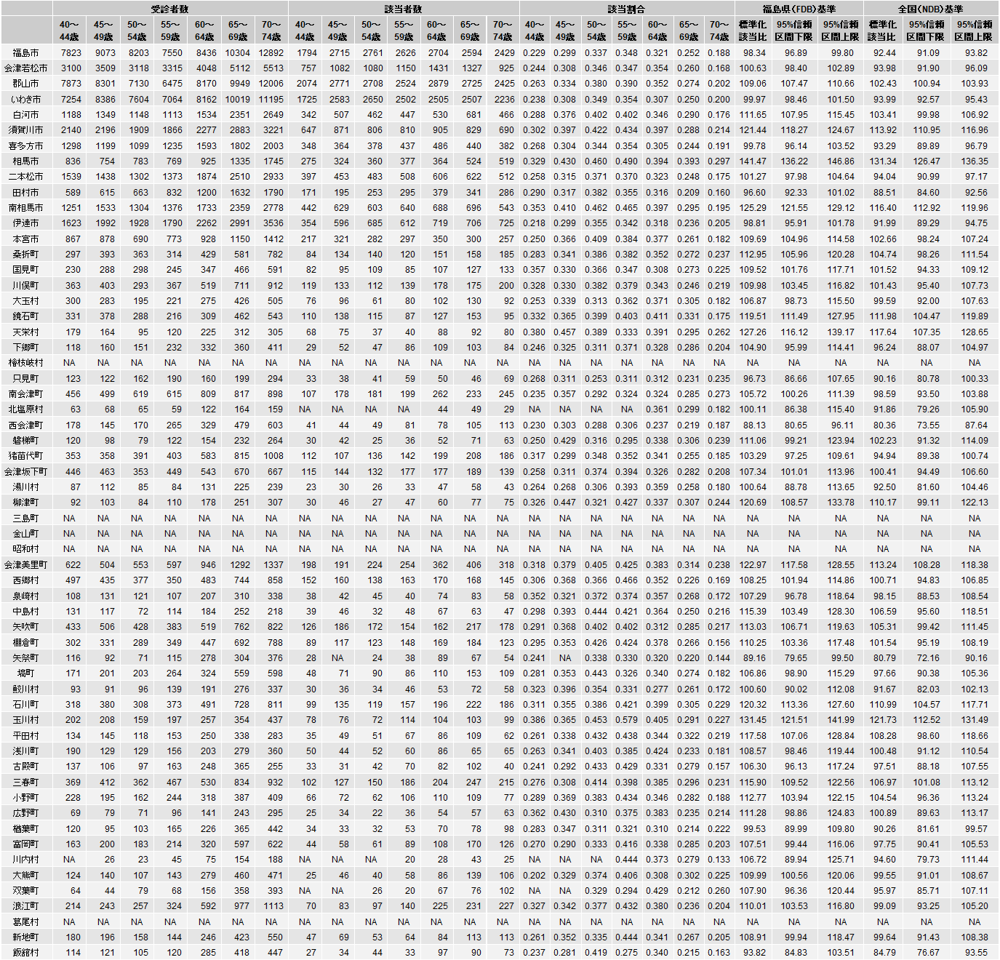 受診者数 該当者数 該当割合 福島県(FDB)基準 全国(NDB)基準
40～44歳 45～49歳 50～54歳 55～59歳 60～64歳 65～69歳 70～74歳 40～44歳 45～49歳 50～54歳 55～59歳 60～64歳 65～69歳 70～74歳 40～44歳 45～49歳 50～54歳 55～59歳 60～64歳 65～69歳 70～74歳 標準化該当比 95%信頼区間下限 95%信頼区間上限 標準化該当比 95%信頼区間下限 95%信頼区間上限
福島市 7823 9073 8203 7550 8436 10304 12892 1794 2715 2761 2626 2704 2594 2429 0.229 0.299 0.337 0.348 0.321 0.252 0.188 98.34 96.89 99.80 92.44 91.09 93.82
会津若松市 3100 3509 3118 3315 4048 5112 5513 757 1082 1080 1150 1431 1327 925 0.244 0.308 0.346 0.347 0.354 0.260 0.168 100.63 98.40 102.89 93.98 91.90 96.09
郡山市 7873 8301 7130 6475 8170 9949 12006 2074 2771 2708 2524 2879 2725 2425 0.263 0.334 0.380 0.390 0.352 0.274 0.202 109.06 107.47 110.66 102.43 100.94 103.93
いわき市 7254 8386 7604 7064 8162 10019 11195 1725 2583 2650 2502 2505 2507 2236 0.238 0.308 0.349 0.354 0.307 0.250 0.200 99.97 98.46 101.50 93.99 92.57 95.43
白河市 1188 1349 1148 1113 1534 2351 2649 342 507 462 447 530 681 466 0.288 0.376 0.402 0.402 0.346 0.290 0.176 111.65 107.95 115.45 103.41 99.98 106.92
須賀川市 2140 2196 1909 1866 2277 2883 3221 647 871 806 810 905 829 690 0.302 0.397 0.422 0.434 0.397 0.288 0.214 121.44 118.27 124.67 113.92 110.95 116.96
喜多方市 1298 1199 1099 1235 1593 1802 2003 348 364 378 437 486 440 382 0.268 0.304 0.344 0.354 0.305 0.244 0.191 99.78 96.14 103.52 93.29 89.89 96.79
相馬市 836 754 783 769 925 1335 1745 275 324 360 377 364 524 519 0.329 0.430 0.460 0.490 0.394 0.393 0.297 141.47 136.22 146.86 131.34 126.47 136.35
二本松市 1539 1438 1302 1373 1874 2510 2933 397 453 483 508 606 622 512 0.258 0.315 0.371 0.370 0.323 0.248 0.175 101.27 97.98 104.64 94.04 90.99 97.17
田村市 589 615 663 832 1200 1632 1790 171 195 253 295 379 341 286 0.290 0.317 0.382 0.355 0.316 0.209 0.160 96.60 92.33 101.02 88.51 84.60 92.56
南相馬市 1251 1533 1304 1376 1733 2359 2778 442 629 603 640 688 696 543 0.353 0.410 0.462 0.465 0.397 0.295 0.195 125.29 121.55 129.12 116.40 112.92 119.96
伊達市 1623 1992 1928 1790 2262 2991 3536 354 596 685 612 719 706 725 0.218 0.299 0.355 0.342 0.318 0.236 0.205 98.81 95.91 101.78 91.99 89.29 94.75
本宮市 867 878 690 773 928 1150 1412 217 321 282 297 350 300 257 0.250 0.366 0.409 0.384 0.377 0.261 0.182 109.69 104.96 114.58 102.66 98.24 107.24
桑折町 297 393 363 314 429 581 782 84 134 140 120 151 158 185 0.283 0.341 0.386 0.382 0.352 0.272 0.237 112.95 105.96 120.28 104.74 98.26 111.54
国見町 230 288 298 245 347 466 591 82 95 109 85 107 127 133 0.357 0.330 0.366 0.347 0.308 0.273 0.225 109.52 101.76 117.71 101.52 94.33 109.12
川俣町 363 403 293 367 519 711 912 119 133 112 139 178 175 200 0.328 0.330 0.382 0.379 0.343 0.246 0.219 109.98 103.45 116.82 101.43 95.40 107.73
大玉村 300 283 195 221 275 426 505 76 96 61 80 102 130 92 0.253 0.339 0.313 0.362 0.371 0.305 0.182 106.87 98.73 115.50 99.59 92.00 107.63
鏡石町 331 378 288 216 309 462 543 110 138 115 87 127 153 95 0.332 0.365 0.399 0.403 0.411 0.331 0.175 119.51 111.49 127.95 111.98 104.47 119.89
天栄村 179 164 95 120 225 312 305 68 75 37 40 88 92 80 0.380 0.457 0.389 0.333 0.391 0.295 0.262 127.26 116.12 139.17 117.64 107.35 128.65
下郷町 118 160 151 232 332 360 411 29 52 47 86 109 103 84 0.246 0.325 0.311 0.371 0.328 0.286 0.204 104.90 95.99 114.41 96.24 88.07 104.97
檜枝岐村 NA NA NA NA NA NA NA NA NA NA NA NA NA NA NA NA NA NA NA NA NA NA NA NA NA NA NA
只見町 123 122 162 190 160 199 294 33 38 41 59 50 46 69 0.268 0.311 0.253 0.311 0.312 0.231 0.235 96.73 86.66 107.65 90.16 80.78 100.33
南会津町 456 499 619 615 809 817 898 107 178 181 199 262 233 245 0.235 0.357 0.292 0.324 0.324 0.285 0.273 105.72 100.26 111.39 98.59 93.50 103.88
北塩原村 63 68 65 59 122 164 159 NA NA NA NA 44 49 29 NA NA NA NA 0.361 0.299 0.182 100.11 86.38 115.40 91.86 79.26 105.90
西会津町 178 145 170 265 329 479 603 41 44 49 81 78 105 113 0.230 0.303 0.288 0.306 0.237 0.219 0.187 88.13 80.65 96.11 80.36 73.55 87.64
磐梯町 120 98 79 122 154 232 264 30 42 25 36 52 71 63 0.250 0.429 0.316 0.295 0.338 0.306 0.239 111.06 99.21 123.94 102.23 91.32 114.09
猪苗代町 353 358 391 403 583 815 1008 112 107 136 142 199 208 186 0.317 0.299 0.348 0.352 0.341 0.255 0.185 103.29 97.25 109.61 94.94 89.38 100.74
会津坂下町 446 463 353 449 543 670 667 115 144 132 177 177 189 139 0.258 0.311 0.374 0.394 0.326 0.282 0.208 107.34 101.01 113.96 100.41 94.49 106.60
湯川村 87 112 85 84 131 225 239 23 30 26 33 47 58 43 0.264 0.268 0.306 0.393 0.359 0.258 0.180 100.64 88.78 113.65 92.50 81.60 104.46
柳津町 92 103 84 110 178 251 307 30 46 27 47 60 77 75 0.326 0.447 0.321 0.427 0.337 0.307 0.244 120.69 108.57 133.78 110.17 99.11 122.13
三島町 NA NA NA NA NA NA NA NA NA NA NA NA NA NA NA NA NA NA NA NA NA NA NA NA NA NA NA
金山町 NA NA NA NA NA NA NA NA NA NA NA NA NA NA NA NA NA NA NA NA NA NA NA NA NA NA NA
昭和村 NA NA NA NA NA NA NA NA NA NA NA NA NA NA NA NA NA NA NA NA NA NA NA NA NA NA NA
会津美里町 622 504 553 597 946 1292 1337 198 191 224 254 362 406 318 0.318 0.379 0.405 0.425 0.383 0.314 0.238 122.97 117.58 128.55 113.24 108.28 118.38
西郷村 497 435 377 350 483 744 858 152 160 138 163 170 168 145 0.306 0.368 0.366 0.466 0.352 0.226 0.169 108.25 101.94 114.86 100.71 94.83 106.85
泉崎村 108 131 121 107 207 310 338 38 42 45 40 74 83 58 0.352 0.321 0.372 0.374 0.357 0.268 0.172 107.29 96.78 118.64 98.15 88.53 108.54
中島村 131 117 72 114 184 252 218 39 46 32 48 67 63 47 0.298 0.393 0.444 0.421 0.364 0.250 0.216 115.39 103.49 128.30 106.59 95.60 118.51
矢吹町 433 506 428 383 519 762 822 126 186 172 154 162 217 178 0.291 0.368 0.402 0.402 0.312 0.285 0.217 113.03 106.71 119.63 105.31 99.42 111.45
棚倉町 302 331 289 349 447 692 788 89 117 123 148 169 184 123 0.295 0.353 0.426 0.424 0.378 0.266 0.156 110.25 103.36 117.48 101.54 95.19 108.19
矢祭町 116 92 71 115 278 304 376 28 NA 24 38 89 67 54 0.241 NA 0.338 0.330 0.320 0.220 0.144 89.16 79.65 99.50 80.79 72.16 90.16
塙町 171 201 203 264 324 559 598 48 71 90 86 110 153 109 0.281 0.353 0.443 0.326 0.340 0.274 0.182 106.86 98.90 115.29 97.66 90.38 105.36
鮫川村 93 91 96 139 191 276 337 30 36 34 46 53 72 58 0.323 0.396 0.354 0.331 0.277 0.261 0.172 100.60 90.02 112.08 91.67 82.03 102.13
石川町 318 380 308 373 491 728 811 99 135 119 157 196 222 186 0.311 0.355 0.386 0.421 0.399 0.305 0.229 120.32 113.36 127.60 110.99 104.57 117.71
玉川村 202 208 159 197 257 354 437 78 76 72 114 104 103 99 0.386 0.365 0.453 0.579 0.405 0.291 0.227 131.45 121.51 141.99 121.73 112.52 131.49
平田村 134 145 118 153 250 338 283 35 49 51 67 86 109 62 0.261 0.338 0.432 0.438 0.344 0.322 0.219 117.58 107.06 128.84 108.28 98.60 118.66
浅川町 190 129 129 156 203 279 360 50 44 52 60 86 65 65 0.263 0.341 0.403 0.385 0.424 0.233 0.181 108.57 98.46 119.44 100.48 91.12 110.54
古殿町 137 106 97 163 248 365 255 33 31 42 70 82 102 40 0.241 0.292 0.433 0.429 0.331 0.279 0.157 106.30 96.13 117.24 97.51 88.18 107.55
三春町 369 412 362 467 530 834 932 102 127 150 186 204 247 215 0.276 0.308 0.414 0.398 0.385 0.296 0.231 115.90 109.52 122.56 106.97 101.08 113.12
小野町 228 195 162 244 318 387 409 66 72 62 106 110 109 77 0.289 0.369 0.383 0.434 0.346 0.282 0.188 112.77 103.94 122.15 104.54 96.36 113.24
広野町 69 79 71 96 141 243 295 25 34 22 36 54 57 63 0.362 0.430 0.310 0.375 0.383 0.235 0.214 111.28 98.86 124.83 100.89 89.63 113.17
楢葉町 120 95 103 165 226 365 442 34 33 32 53 70 78 98 0.283 0.347 0.311 0.321 0.310 0.214 0.222 99.53 89.99 109.80 90.26 81.61 99.57
富岡町 163 200 183 214 320 597 622 44 58 61 89 108 170 126 0.270 0.290 0.333 0.416 0.338 0.285 0.203 107.51 99.44 116.06 97.75 90.41 105.53
川内村 NA 26 23 45 75 154 188 NA NA NA 20 28 43 25 NA NA NA 0.444 0.373 0.279 0.133 106.72 89.94 125.71 94.60 79.73 111.44
大熊町 124 140 107 143 279 460 471 25 46 40 58 86 139 106 0.202 0.329 0.374 0.406 0.308 0.302 0.225 109.99 100.56 120.06 99.55 91.01 108.67
双葉町 64 44 79 68 156 358 393 NA NA 26 20 67 76 102 NA NA 0.329 0.294 0.429 0.212 0.260 107.90 96.36 120.44 95.97 85.71 107.11
浪江町 214 243 257 324 592 977 1113 70 83 97 140 225 231 227 0.327 0.342 0.377 0.432 0.380 0.236 0.204 110.01 103.53 116.80 99.09 93.25 105.20
葛尾村 NA NA NA NA NA NA NA NA NA NA NA NA NA NA NA NA NA NA NA NA NA NA NA NA NA NA NA
新地町 180 196 158 144 246 423 550 47 69 53 64 84 113 113 0.261 0.352 0.335 0.444 0.341 0.267 0.205 108.91 99.94 118.47 99.64 91.43 108.38
飯舘村 114 121 105 120 285 418 447 27 34 44 33 97 90 73 0.237 0.281 0.419 0.275 0.340 0.215 0.163 93.82 84.83 103.51 84.79 76.67 93.55